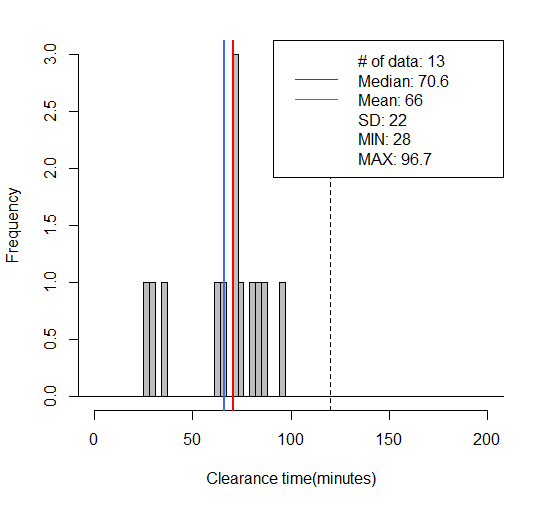 # of data: 13
Median: 70.6
Mean: 66
SD: 22
MIN: 28
MAX: 96.7
Frequency
3.0
2.5
2.0
1.5
1.0
0.5
0.0
0 50 100 150 200
Clearance time(minutes)